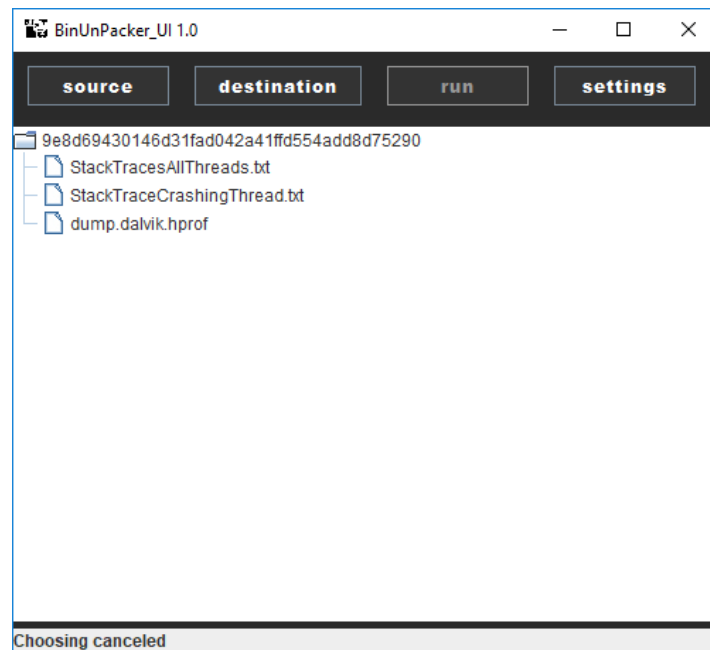 BinUnPacker_UI 1.0
source destination run settings
9e8d69430146d31fad042a41ffd554add8d75290
StackTracesAllThreads.txt
StackTraceCrashingThread.txt
dump.dalvik.hprof
Choosing canceled